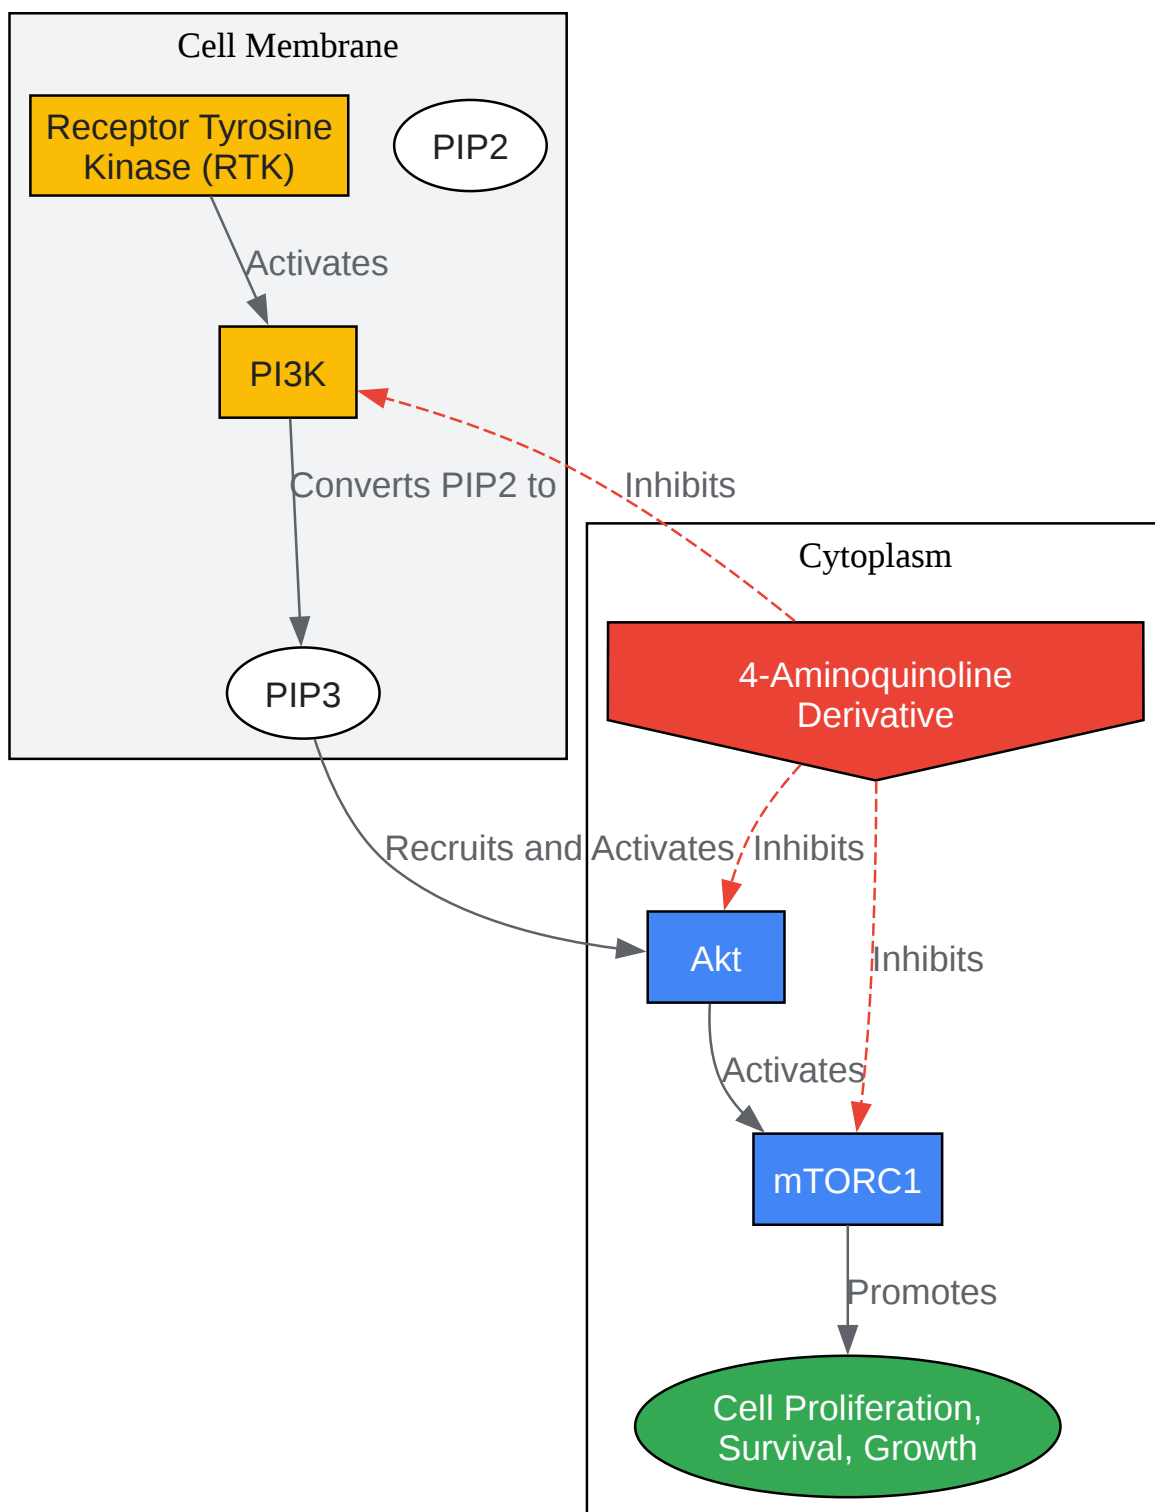 Cell Membrane
Receptor Tyrosine
Kinase (RTK)
PIP2
Activates
PI3K
Converts PIP2 to
Inhibits
Cytoplasm
PIP3
4-Aminoquinoline
Derivative
Recruits and Activates
Inhibits
Akt
Inhibits
Activates
mTORC1
Promotes
Cell Proliferation,
Survival, Growth